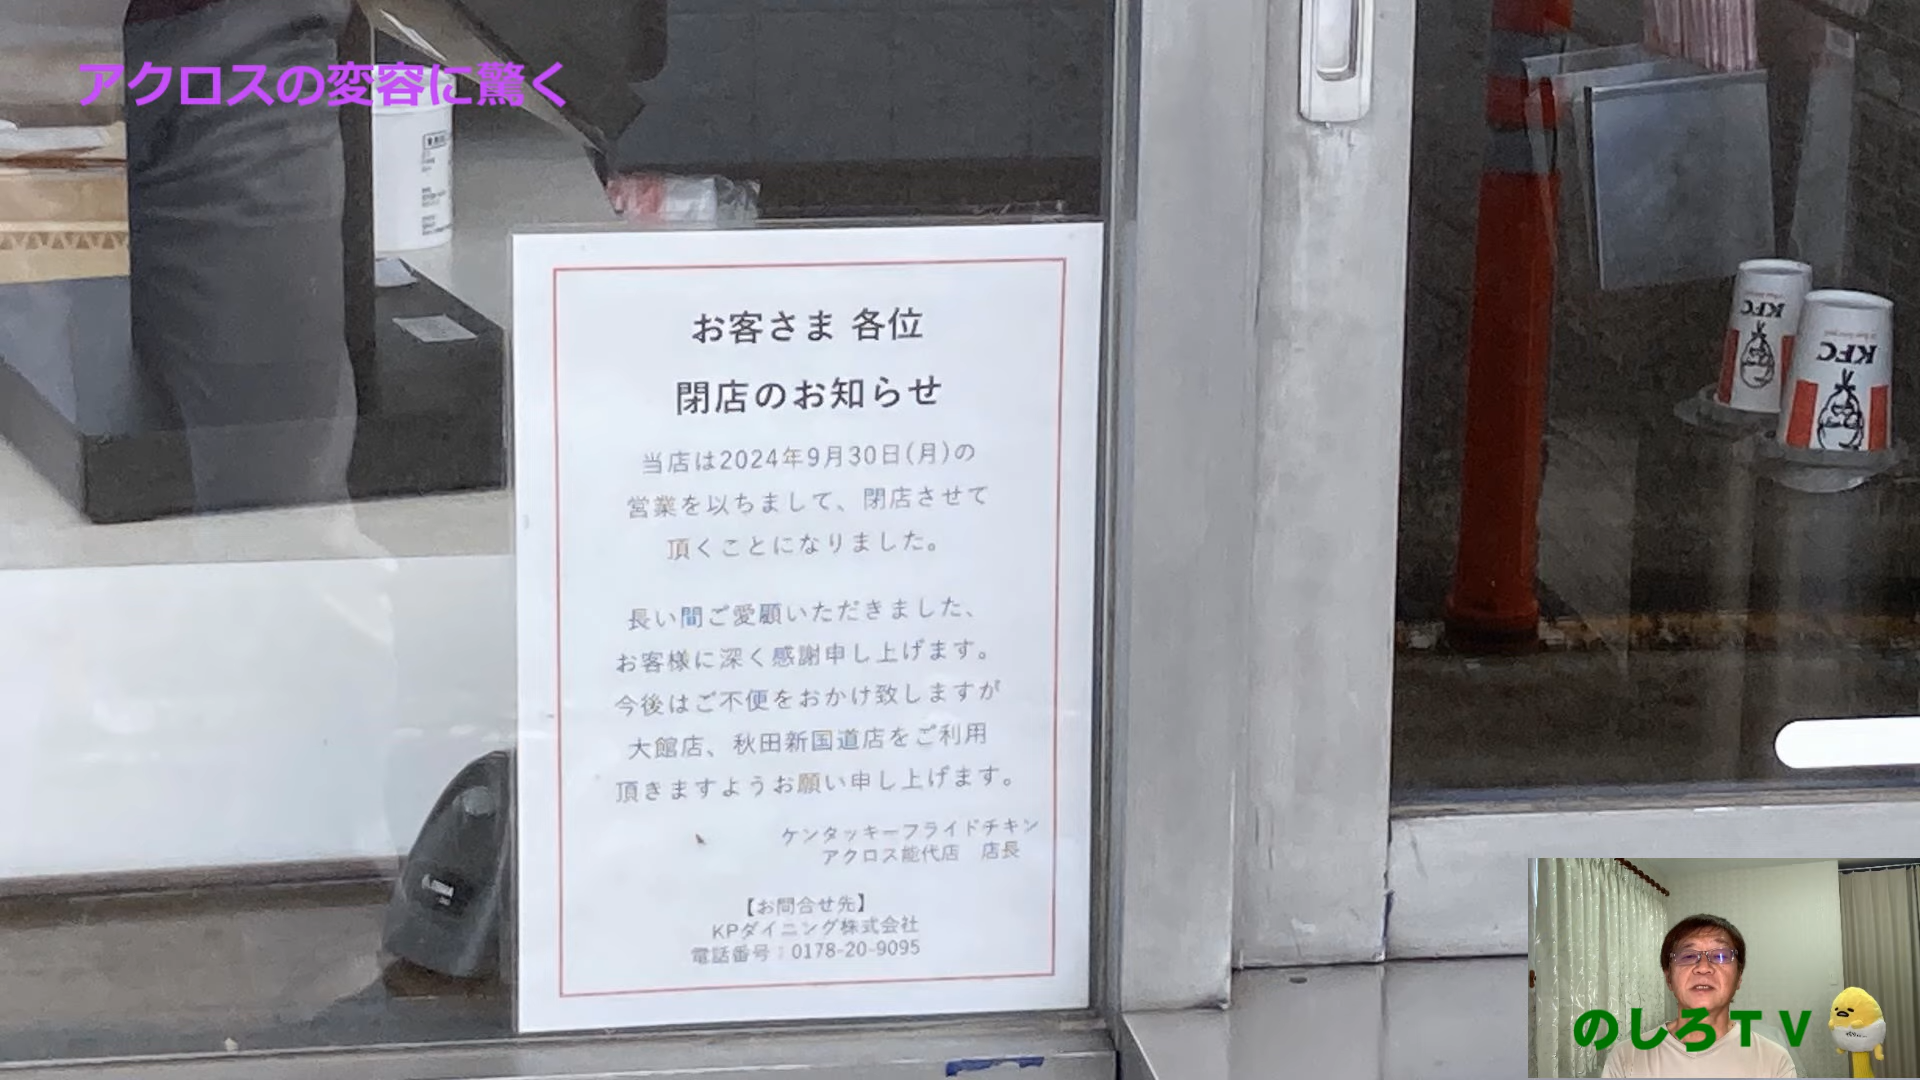 アクロスの変容に驚く
お客さま 各位
閉店のお知らせ
当店は2024年9月30日(月)の
営業を以ちまして、閉店させて
頂くことになりました。
長い間ご愛顧いただきました、
お客様に深く感謝申し上げます。
今後はご不便をおかけ致しますが
大館店、秋田新国道店をご利用
頂きますようお願い申し上げます。
ケンタッキーフライドチキン
アクロス能代店 店長
【お問合せ先】
KPダイニング株式会社
電話番号：0178-20-9095
KFC
KFC
のしろTV